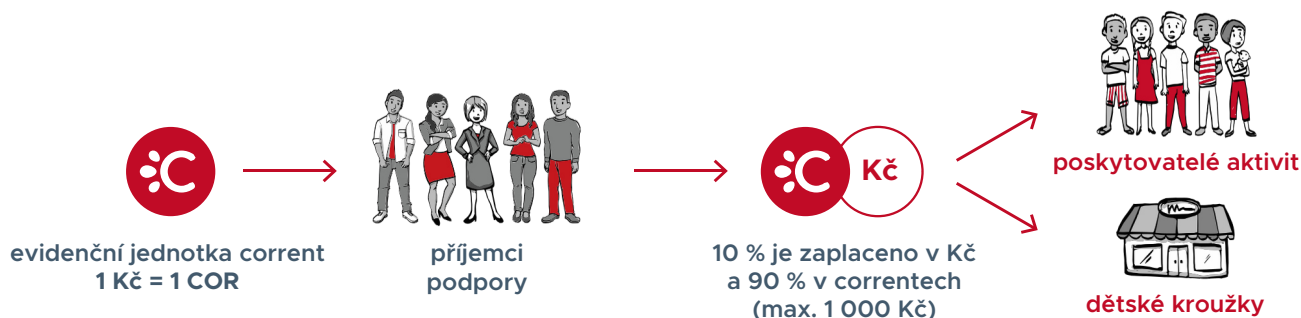 C
evidenční jednotka corrent
1 Kč = 1 COR
příjemci
podpory
C
Kč
10 % je zaplaceno v Kč
a 90 % v correntech
(max. 1 000 Kč)
poskytovatelé aktivit
dětské kroužky